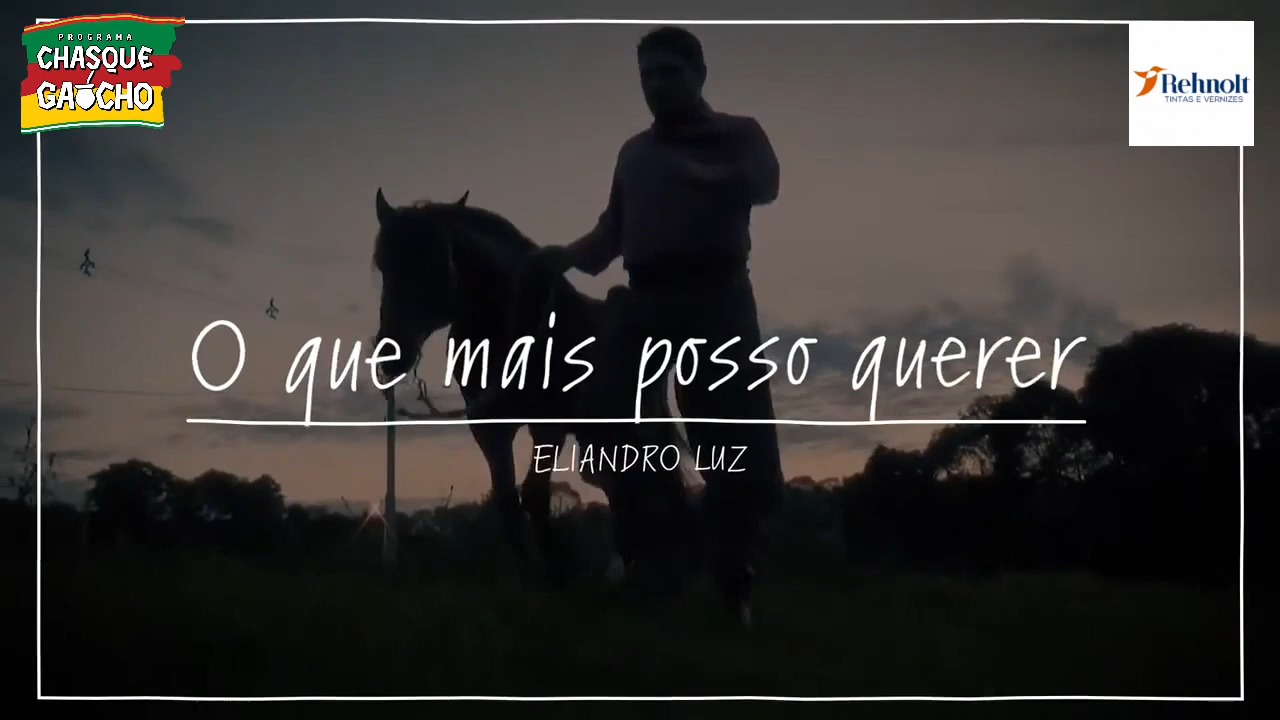 PROGRAMA
CHASQUE
GAÚCHO
Rehnolt
TINTAS E VERNIZES
O que mais posso querer
ELIANDRO LUZ